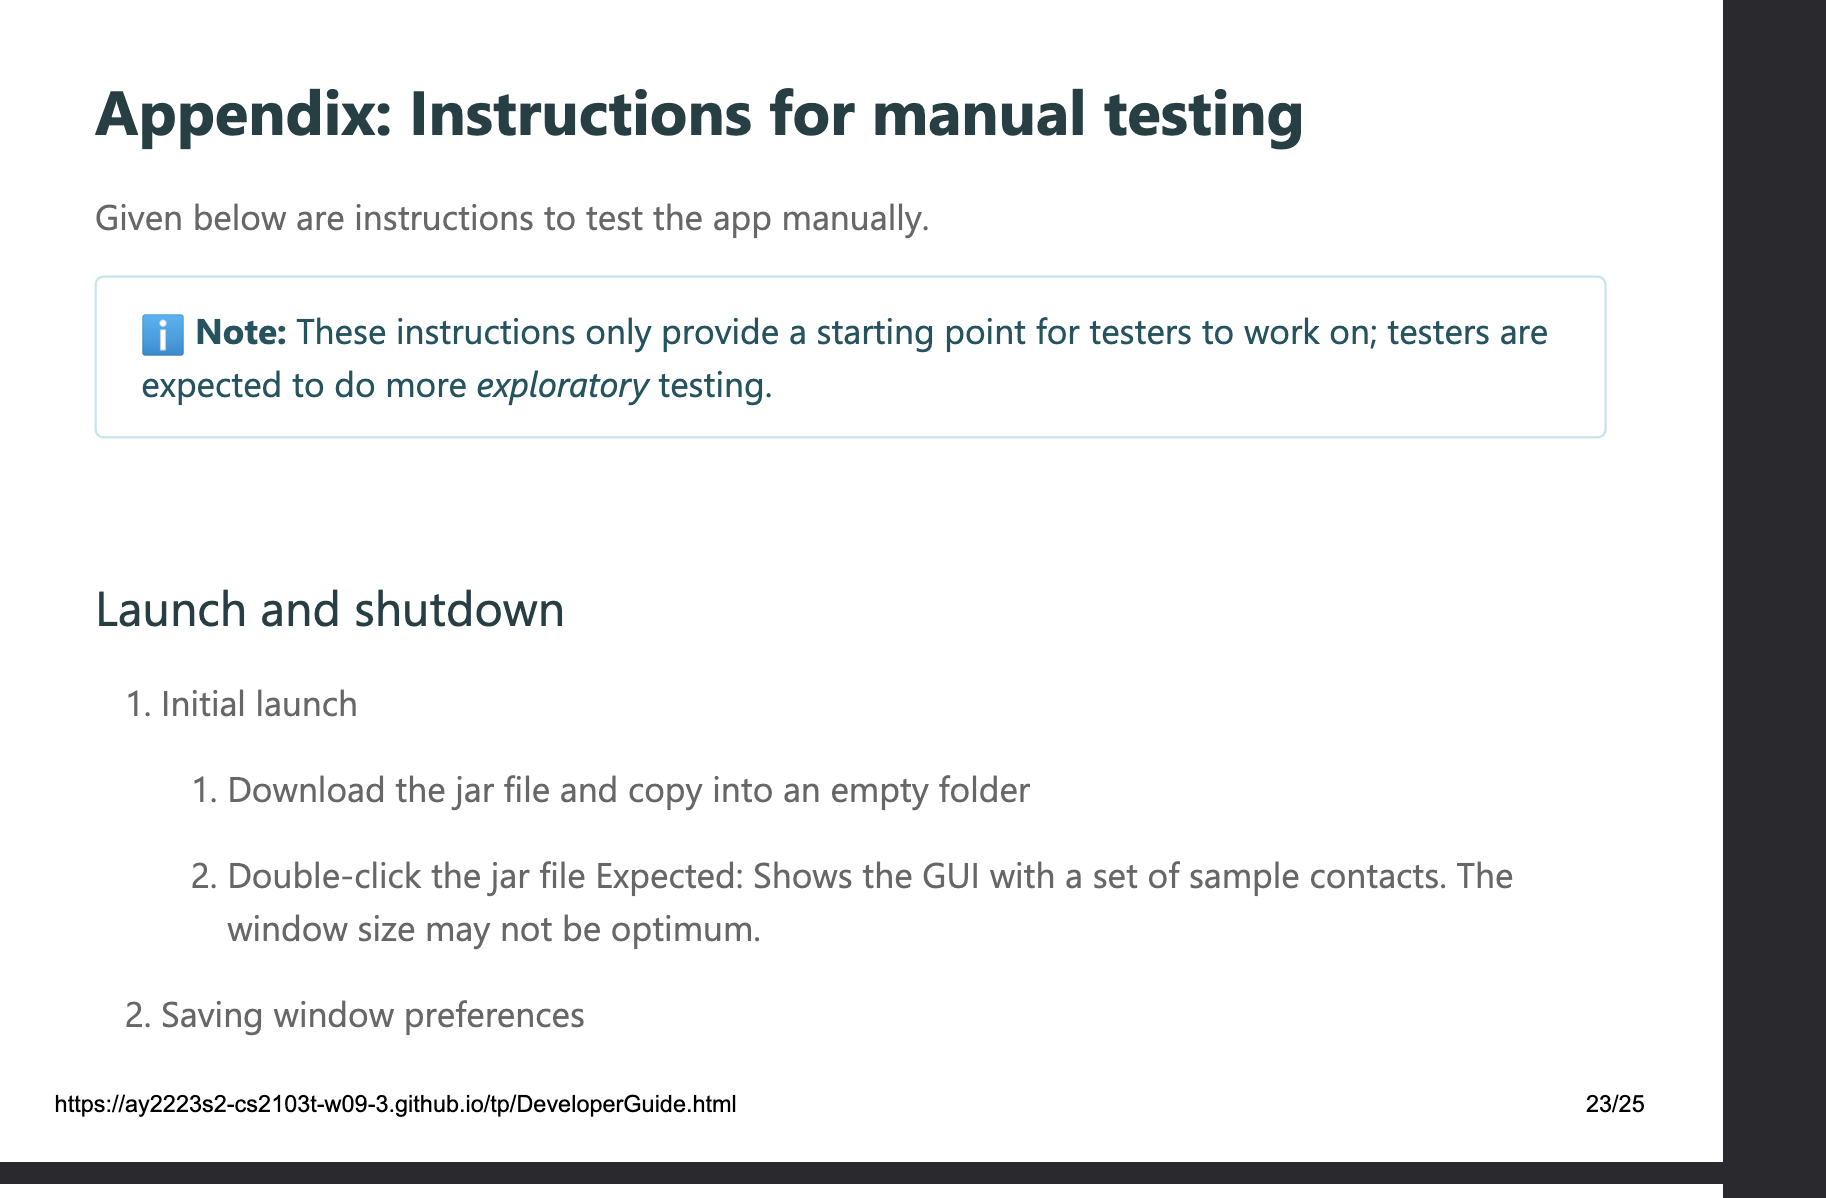 Appendix: Instructions for manual testing
Given below are instructions to test the app manually.
ℹ️ Note: These instructions only provide a starting point for testers to work on; testers are
expected to do more exploratory testing.
Launch and shutdown
1. Initial launch
1. Download the jar file and copy into an empty folder
2. Double-click the jar file Expected: Shows the GUI with a set of sample contacts. The
window size may not be optimum.
2. Saving window preferences
https://ay2223s2-cs2103t-w09-3.github.io/tp/DeveloperGuide.html 23/25